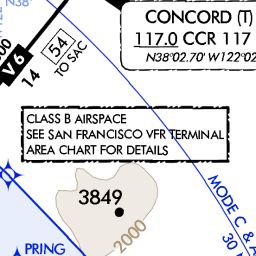 N38°
CONCORD (T)
117.0 CCR 117
N38°02.70' W122°02
00
V6
54
TO SAC
14
CLASS B AIRSPACE
SEE SAN FRANCISCO VFR TERMINAL
AREA CHART FOR DETAILS
3849
2000
MODE C & A
30
PRING